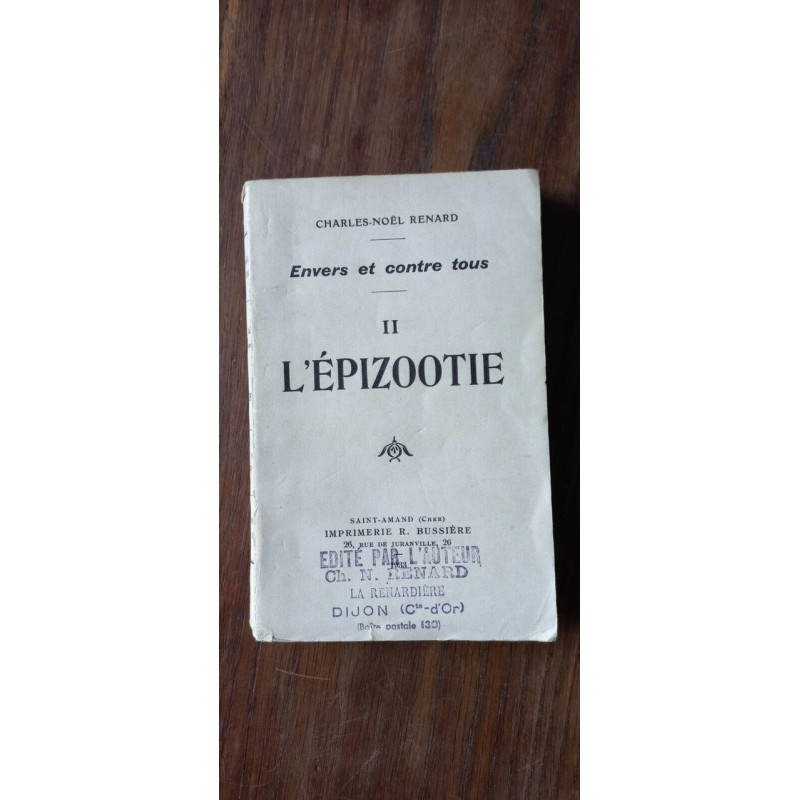 CHARLES-NOËL RENARD
Envers et contre tous
II
L'ÉPIZOOTIE
SAINT-AMAND (CHER)
IMPRIMERIE R. BUSSIÈRE
26, RUE DE JURANVILLE, 26
EDITÉ PAR L'AUTEUR
Ch. N. RENARD
LA RENARDIÈRE
DIJON (Cte-d'Or)
(Boîte postale 130)